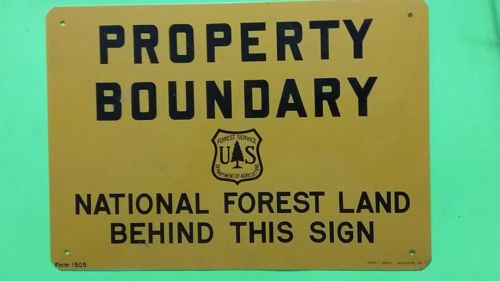 PROPERTY
BOUNDARY
FOREST SERVICE
U S
DEPARTMENT OF AGRICULTURE
NATIONAL FOREST LAND
BEHIND THIS SIGN
Form 1505